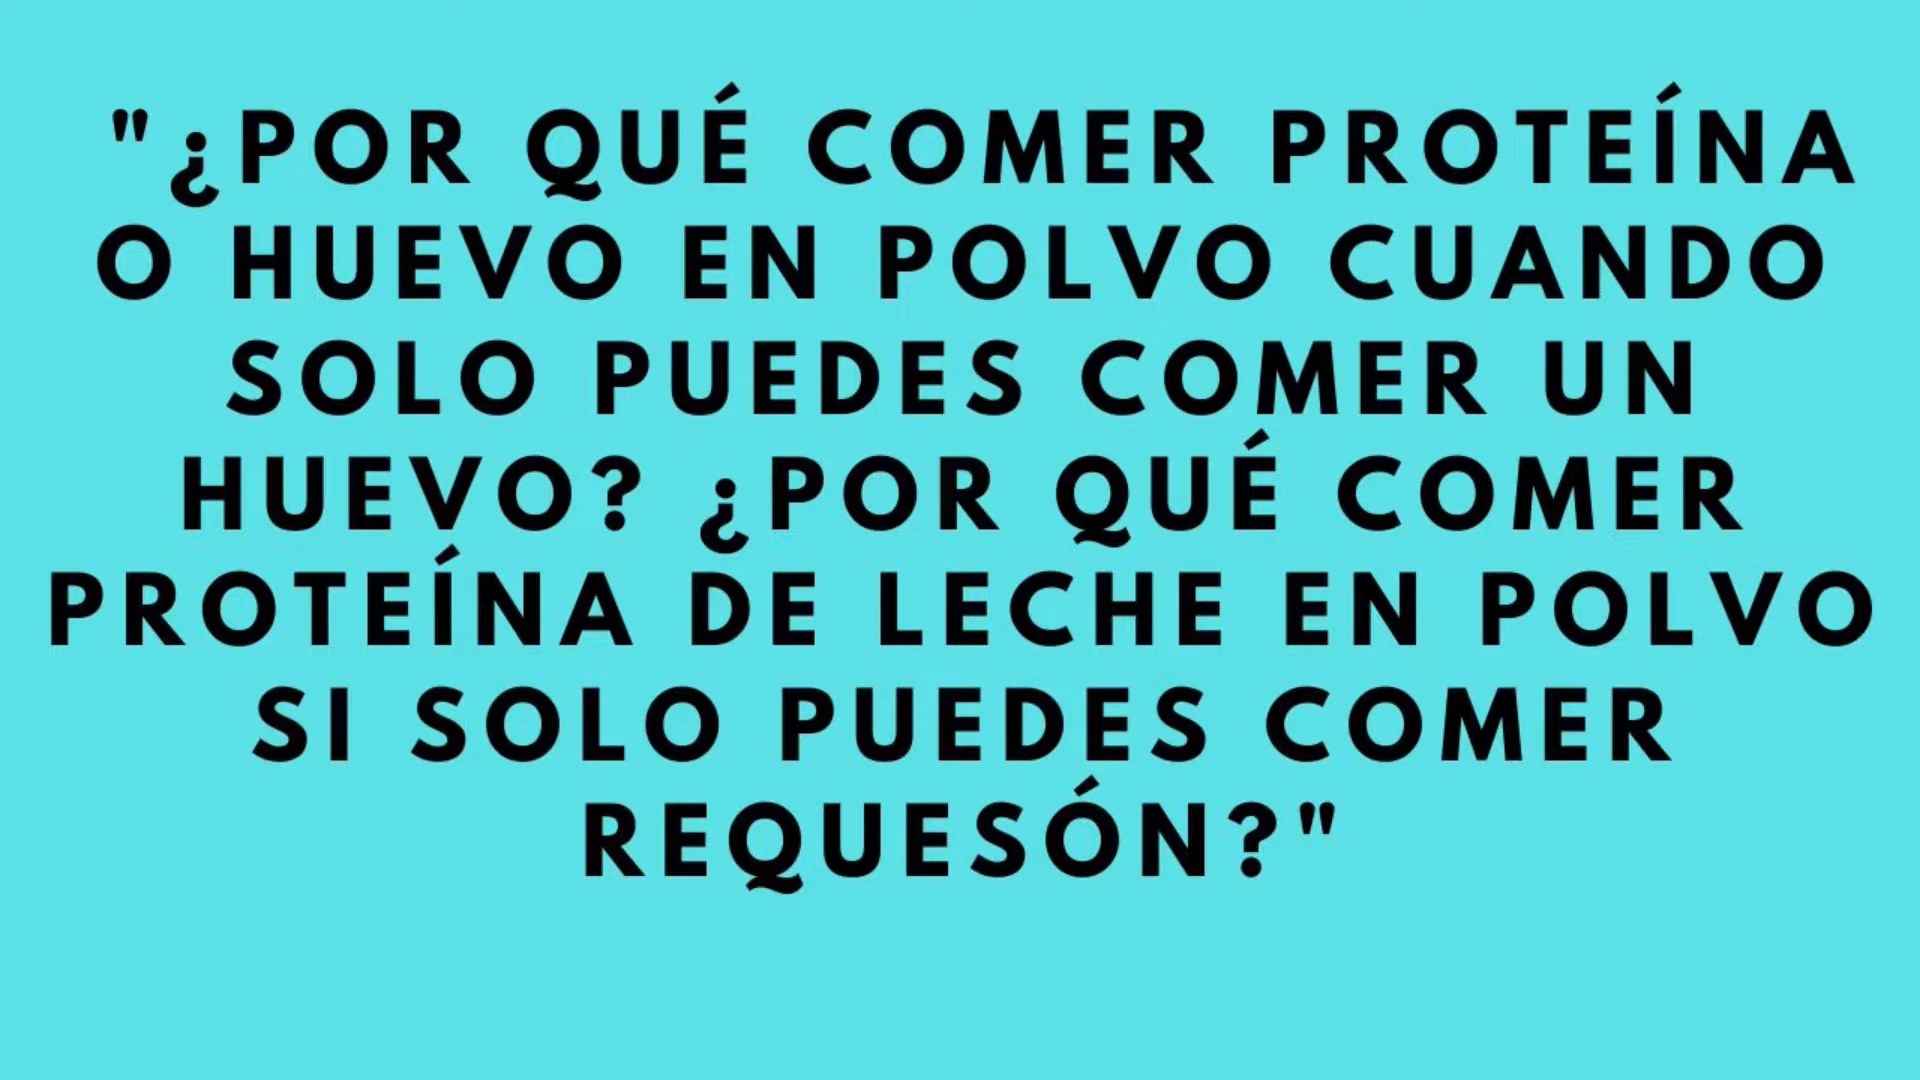 "¿POR QUÉ COMER PROTEÍNA
O HUEVO EN POLVO CUANDO
SOLO PUEDES COMER UN
HUEVO? ¿POR QUÉ COMER
PROTEÍNA DE LECHE EN POLVO
SI SOLO PUEDES COMER
REQUESÓN?"